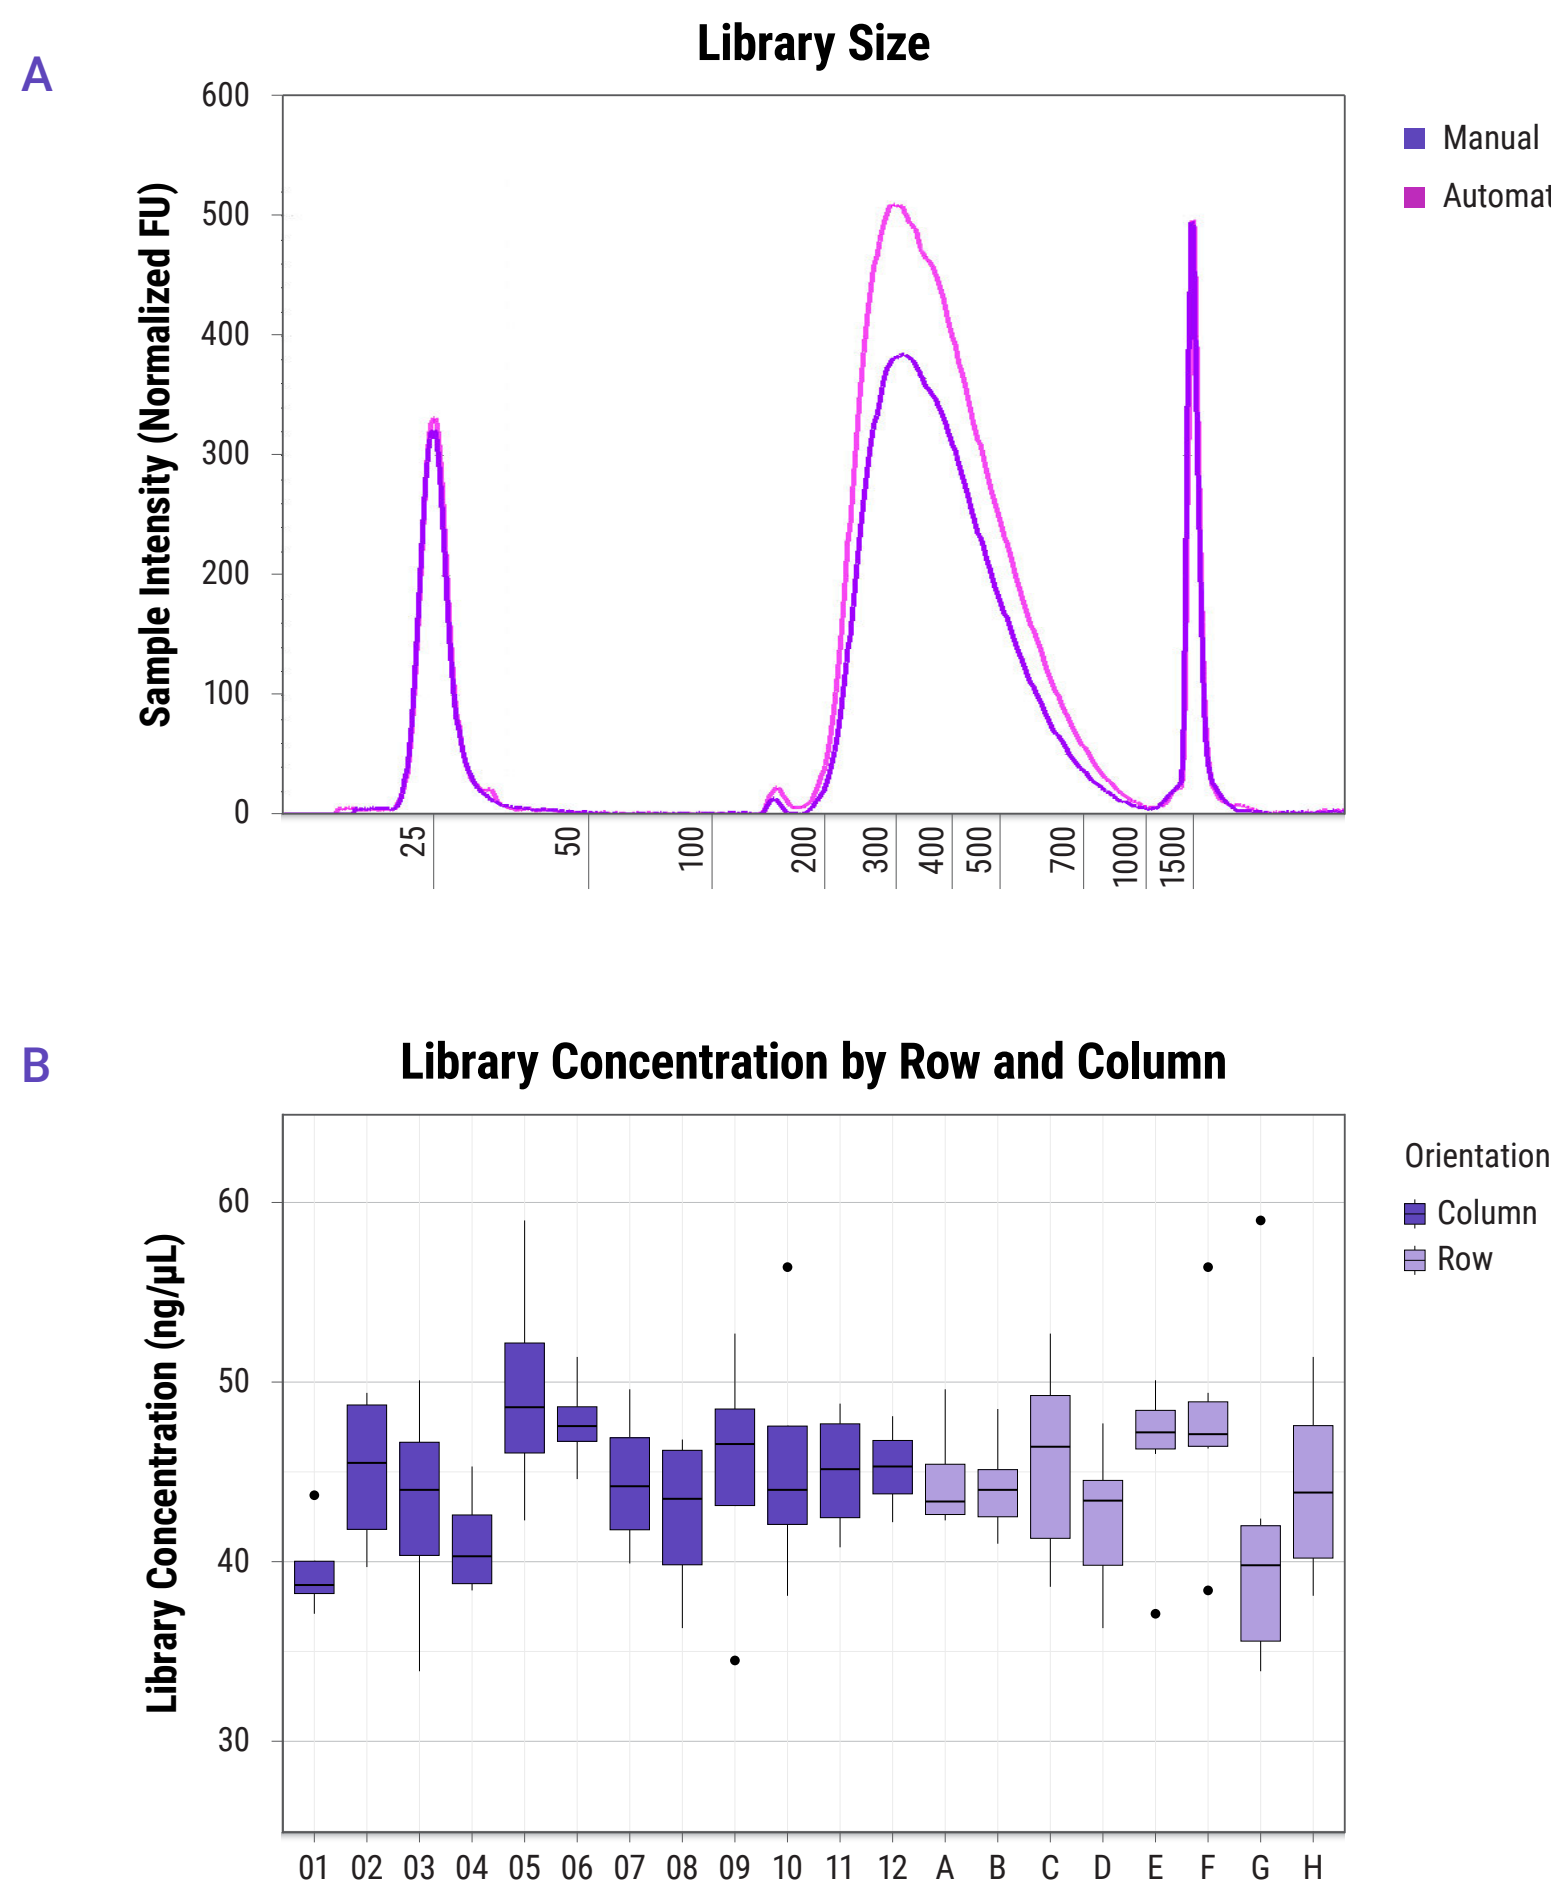 A
Library Size
Sample Intensity (Normalized FU)
600
500
400
300
200
100
0
25
50
100
200
300
400
500
700
1000
1500
Manual
Automat
B
Library Concentration by Row and Column
Library Concentration (ng/µL)
60
50
40
30
01 02 03 04 05 06 07 08 09 10 11 12 A B C D E F G H
Orientation
Column
Row